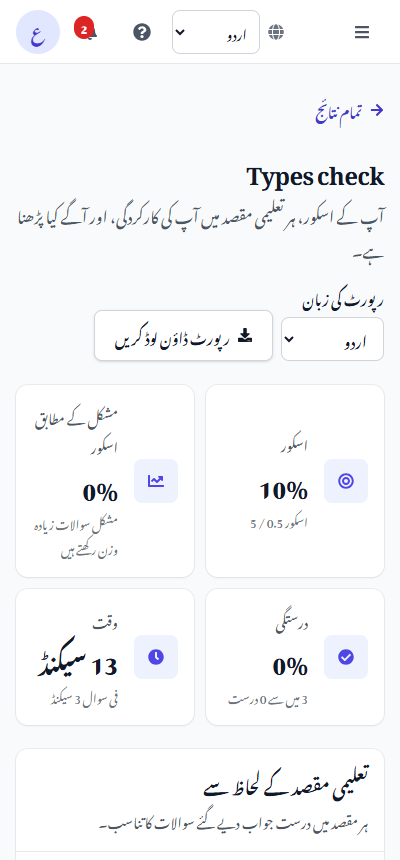 اردو
2
ع
تمام نتائج
Types check
آپ کے اسکور، ہر تعلیمی مقصد میں آپ کی کارکردگی، اور آگے کیا پڑھنا
ہے۔
رپورٹ کی زبان
اردو
رپورٹ ڈاؤن لوڈ کریں
اسکور
10%
اسکور 0.5 / 5
مشکل کے مطابق
اسکور
0%
مشکل سوالات زیادہ
وزن رکھتے ہیں
درستگی
0%
3 میں سے 0 درست
وقت
13 سیکنڈ
فی سوال 3 سیکنڈ
تعلیمی مقصد کے لحاظ سے
ہر مقصد میں درست جواب دیے گئے سوالات کا تناسب۔